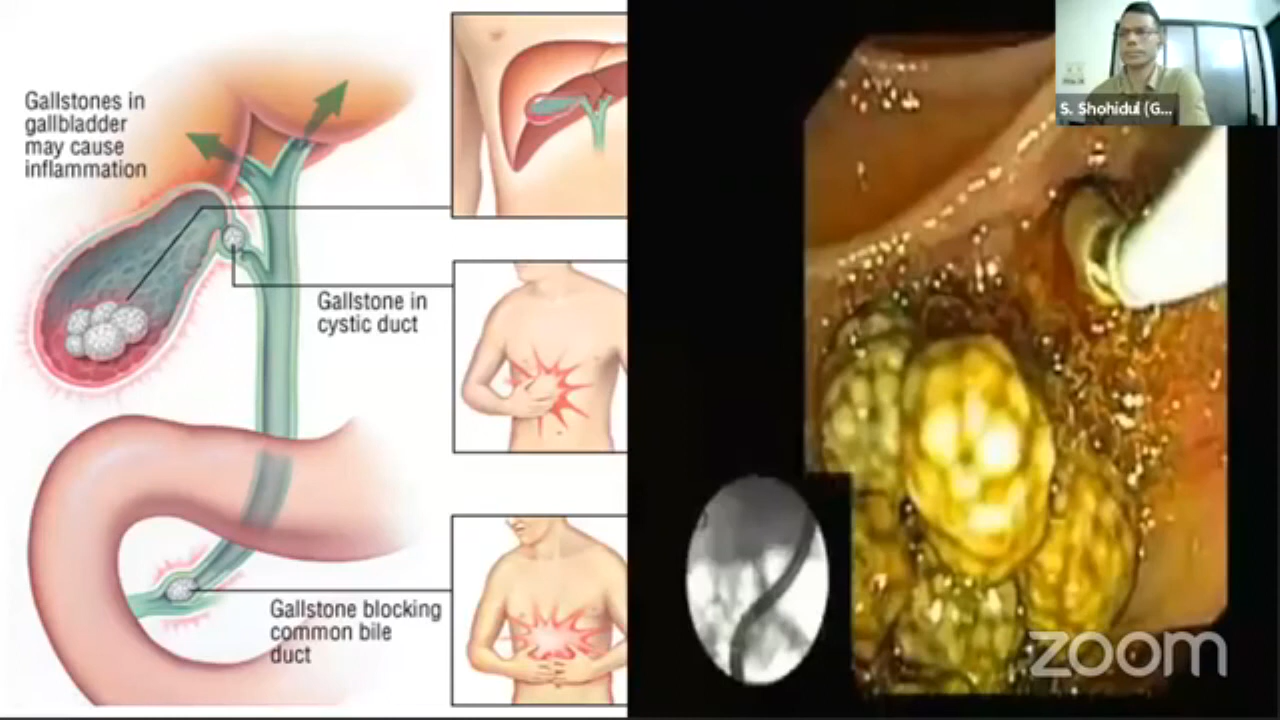 Gallstones in
gallbladder
may cause
inflammation
Gallstone in
cystic duct
Gallstone blocking
common bile
duct
S. Shohidul (G...
zoom